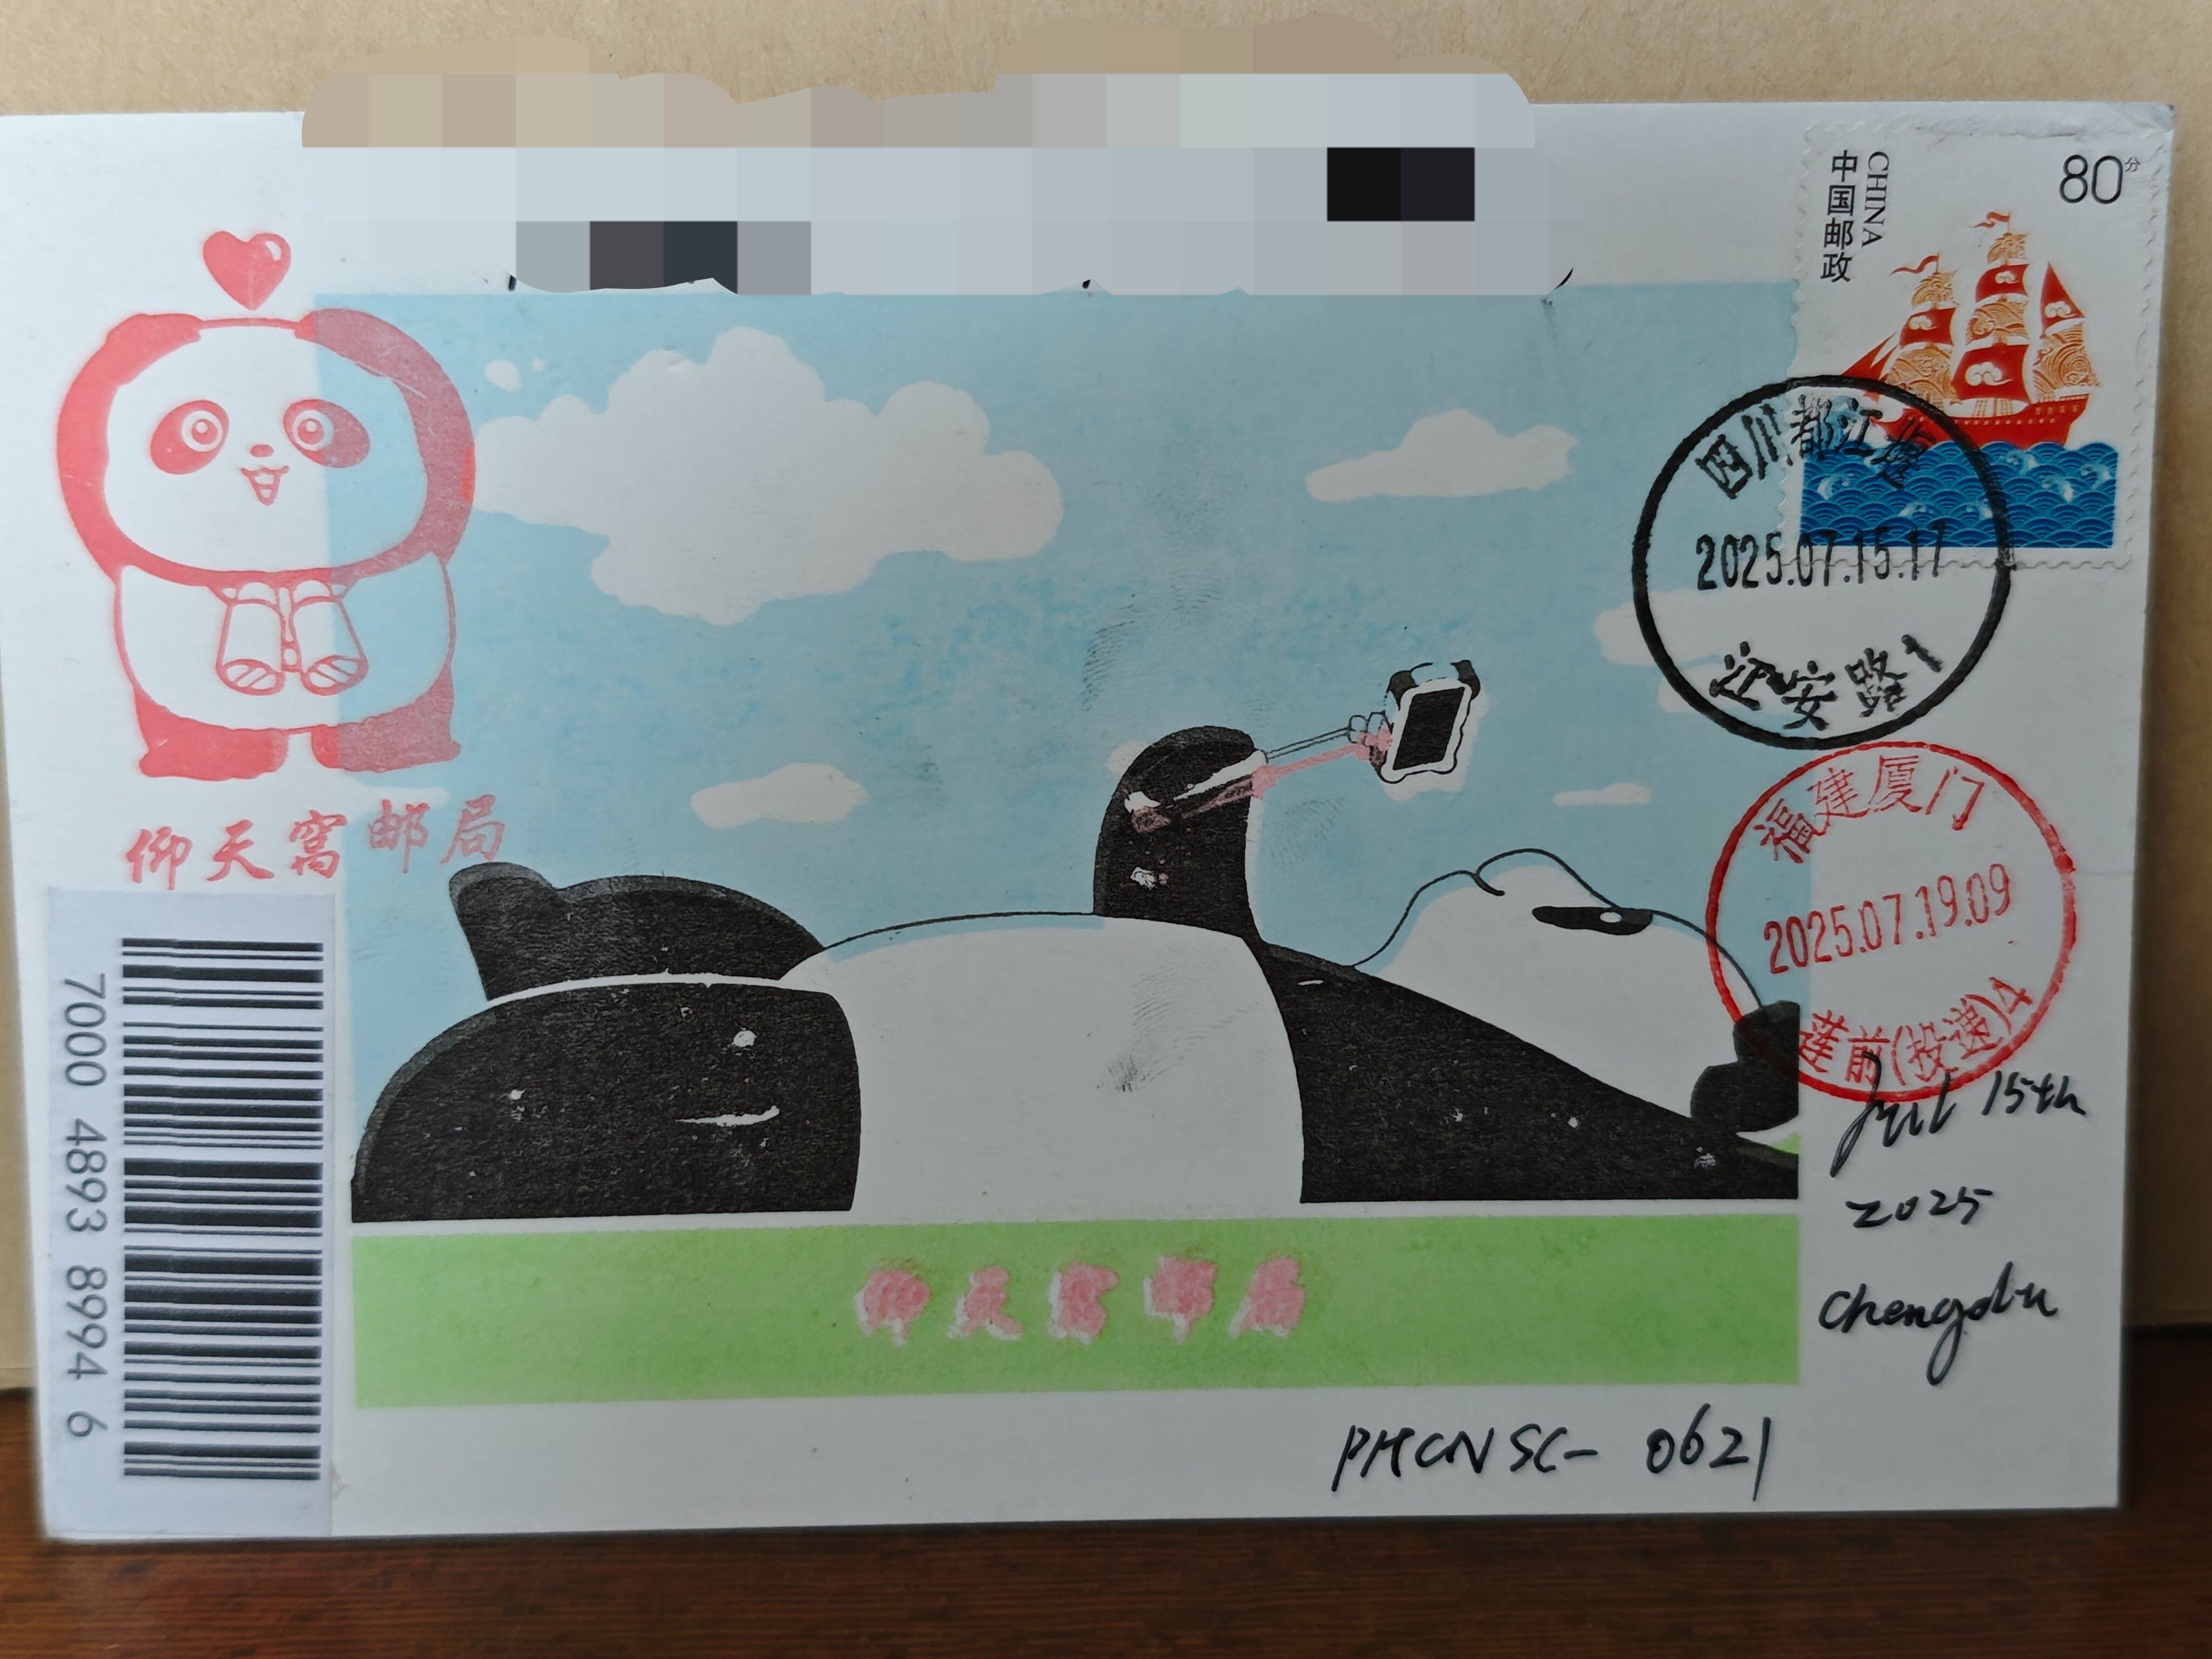 中国邮政
CHINA
80分
四川都江堰
2025.07.15.17
安路1
福建厦门
2025.07.19.09
莲前(投递)4
仰天窝邮局
7000 4893 8994 6
仰天窝邮局
Jul 15th
2025
Chengdu
PHCNSC- 0621